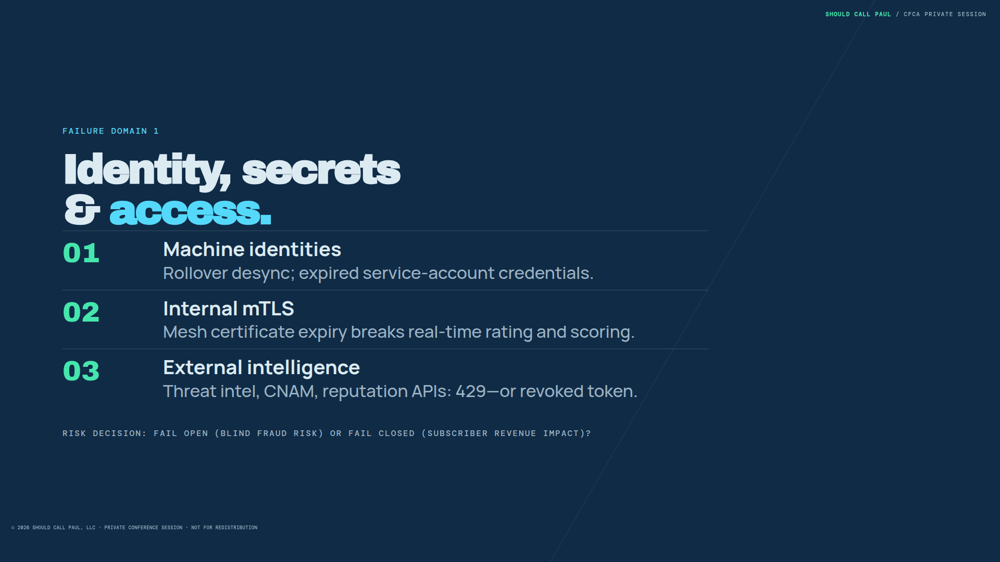 SHOULD CALL PAUL / CFCA PRIVATE SESSION
FAILURE DOMAIN 1
Identity, secrets
& access.
01
Machine identities
Rollover desync; expired service-account credentials.
02
Internal mTLS
Mesh certificate expiry breaks real-time rating and scoring.
03
External intelligence
Threat intel, CNAM, reputation APIs: 429—or revoked token.
RISK DECISION: FAIL OPEN (BLIND FRAUD RISK) OR FAIL CLOSED (SUBSCRIBER REVENUE IMPACT)?
© 2026 SHOULD CALL PAUL, LLC · PRIVATE CONFERENCE SESSION · NOT FOR REDISTRIBUTION